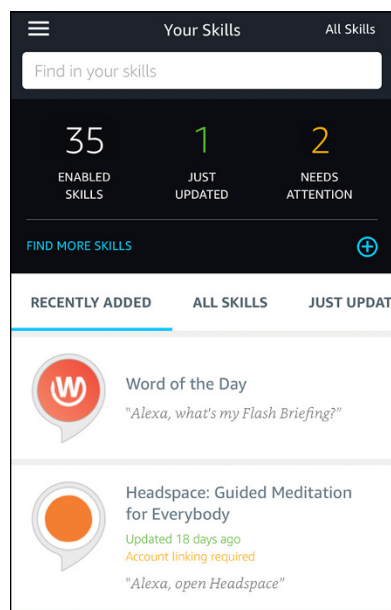 Your Skills All Skills
Find in your skills
35 1 2
ENABLED JUST NEEDS
SKILLS UPDATED ATTENTION
FIND MORE SKILLS
RECENTLY ADDED ALL SKILLS JUST UPDAT
W
Word of the Day
"Alexa, what's my Flash Briefing?"
Headspace: Guided Meditation
for Everybody
Updated 18 days ago
Account linking required
"Alexa, open Headspace"